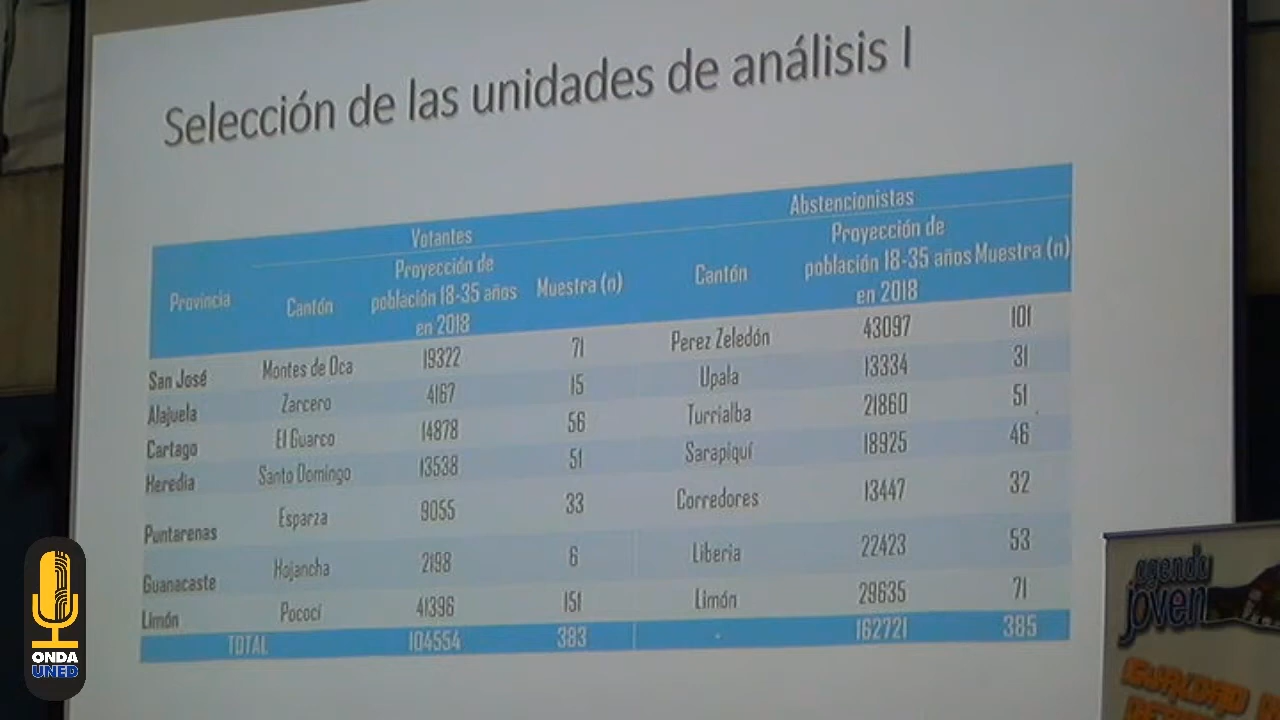 Selección de las unidades de análisis I
Votantes Abstencionistas
Provincia Cantón Proyección de población 18-35 años en 2018 Muestra (n) Cantón Proyección de población 18-35 años en 2018 Muestra (n)
San José Montes de Oca 19322 71 Perez Zeledón 43097 101
Alajuela Zarcero 4167 15 Upala 13334 31
Cartago El Guarco 14878 56 Turrialba 21860 51
Heredia Santo Domingo 13538 51 Sarapiquí 18925 46
Puntarenas Esparza 9055 33 Corredores 13447 32
Guanacaste Hojancha 2198 6 Liberia 22423 53
Limón Pococí 41396 151 Limón 29635 71
TOTAL 104554 383 - 162721 385
ONDA
UNED
agenda
joven
IGUALDAD